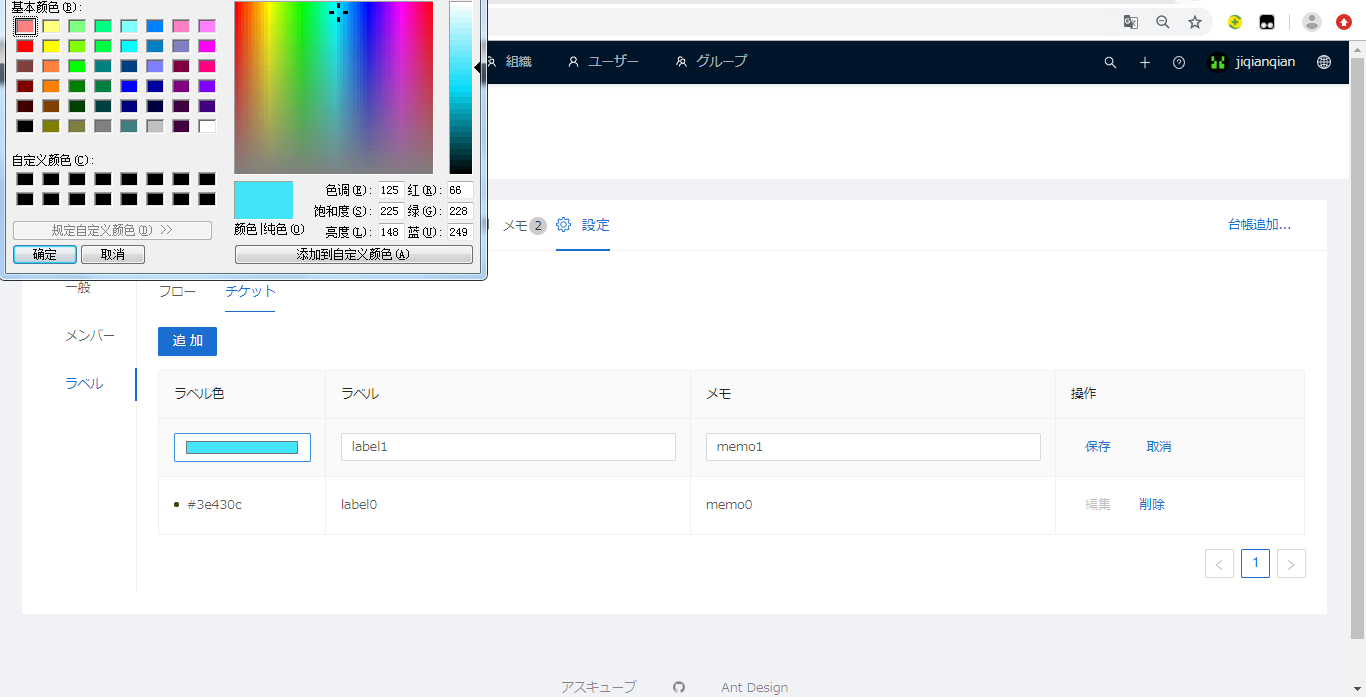 基本颜色(B):
自定义颜色(C):
规定自定义颜色(D) >>
确定 取消
颜色|纯色(O)
色调(E): 125 红(R): 66
饱和度(S): 225 绿(G): 228
亮度(L): 148 蓝(U): 249
添加到自定义颜色(A)
組織 ユーザー グループ jiqianqian
メモ 2 設定 台帳追加...
一般 フロー チケット
メンバー
追 加
ラベル
ラベル色 ラベル メモ 操作
label1 memo1 保存 取消
#3e430c label0 memo0 編集 削除
< 1 >
アスキューブ Ant Design